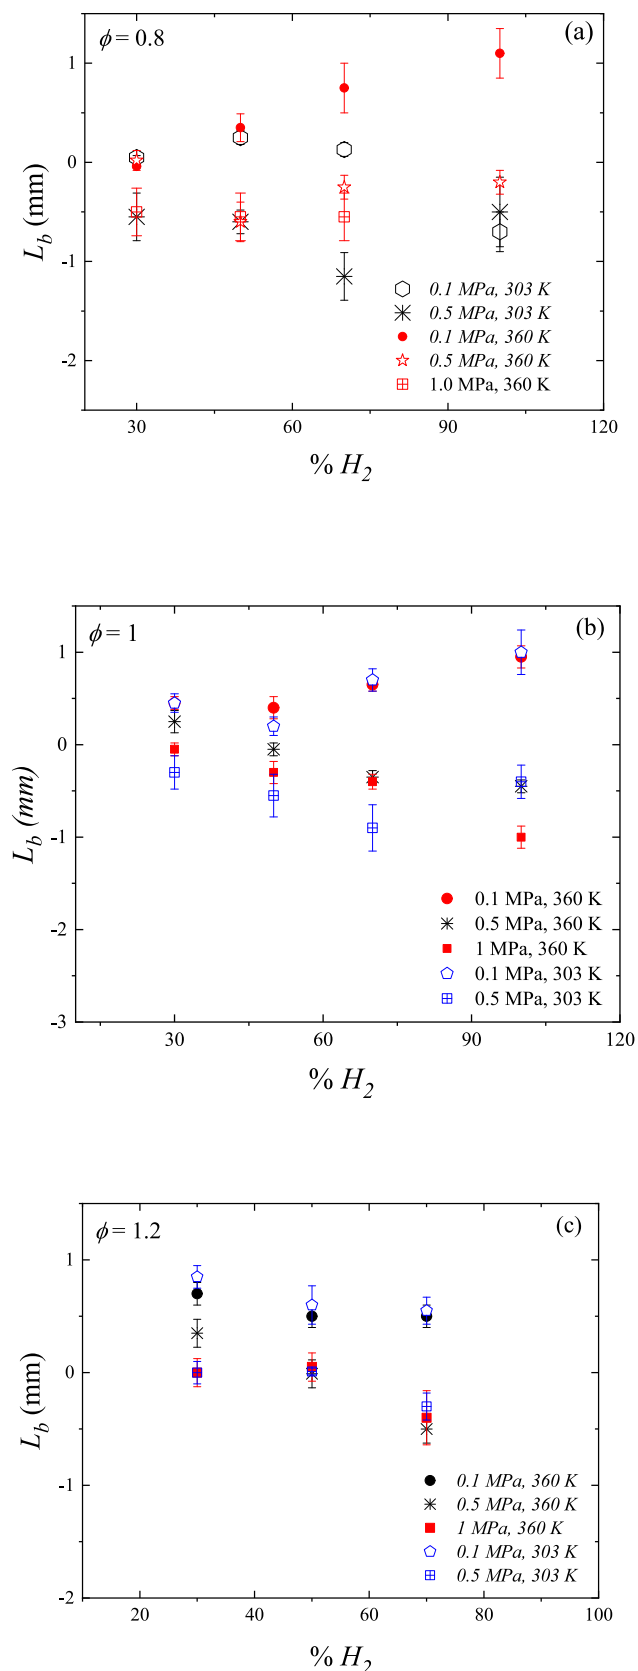 ϕ = 0.8
(a)
1
0
-1
-2
L_b (mm)
0.1 MPa, 303 K
0.5 MPa, 303 K
0.1 MPa, 360 K
0.5 MPa, 360 K
1.0 MPa, 360 K
30 60 90 120
% H_2
ϕ = 1
(b)
1
0
-1
-2
-3
L_b (mm)
0.1 MPa, 360 K
0.5 MPa, 360 K
1 MPa, 360 K
0.1 MPa, 303 K
0.5 MPa, 303 K
30 60 90 120
% H_2
ϕ = 1.2
(c)
1
0
-1
-2
L_b (mm)
0.1 MPa, 360 K
0.5 MPa, 360 K
1 MPa, 360 K
0.1 MPa, 303 K
0.5 MPa, 303 K
20 40 60 80 100
% H_2